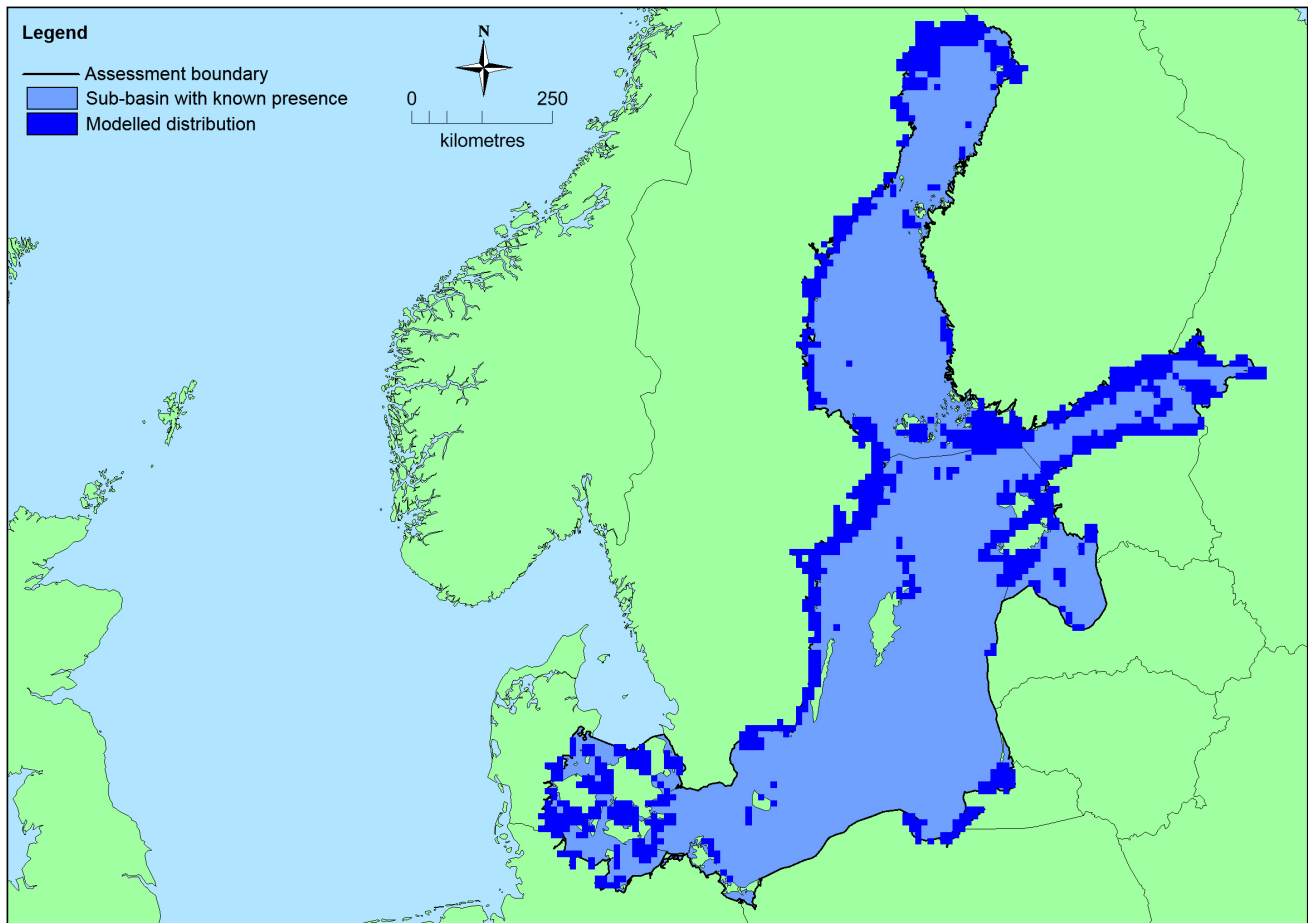 Legend
Assessment boundary
Sub-basin with known presence
Modelled distribution
N
0 250
kilometres